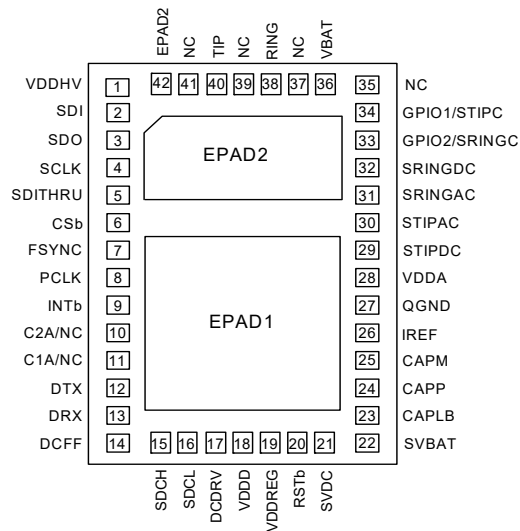 EPAD2
NC
TIP
NC
RING
NC
VBAT
42 41 40 39 38 37 36
VDDHV 1
SDI 2
SDO 3
SCLK 4
SDITHRU 5
CSb 6
FSYNC 7
PCLK 8
INTb 9
C2A/NC 10
C1A/NC 11
DTX 12
DRX 13
DCFF 14
EPAD2
EPAD1
35 NC
34 GPIO1/STIPC
33 GPIO2/SRINGC
32 SRINGDC
31 SRINGAC
30 STIPAC
29 STIPDC
28 VDDA
27 QGND
26 IREF
25 CAPM
24 CAPP
23 CAPLB
22 SVBAT
15 16 17 18 19 20 21
SDCH
SDCL
DCDRV
VDDD
VDDREG
RSTb
SVDC